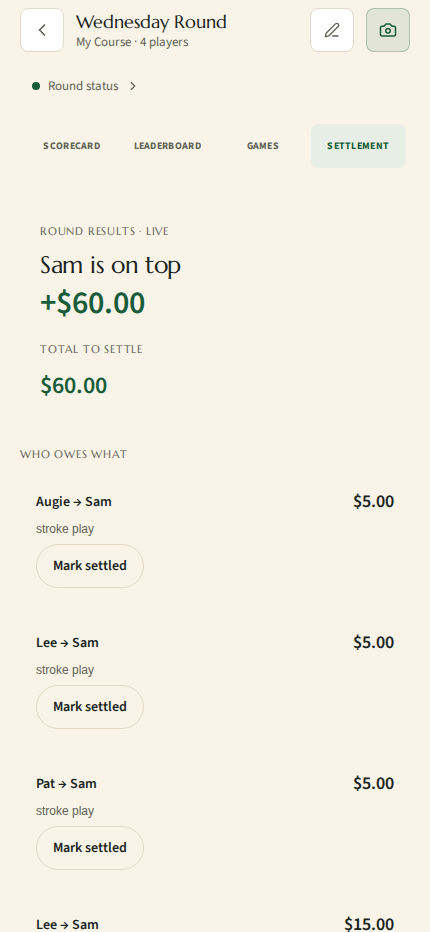 Wednesday Round
My Course · 4 players
Round status
SCORECARD LEADERBOARD GAMES SETTLEMENT
ROUND RESULTS · LIVE
Sam is on top
+$60.00
TOTAL TO SETTLE
$60.00
WHO OWES WHAT
Augie → Sam $5.00
stroke play
Mark settled
Lee → Sam $5.00
stroke play
Mark settled
Pat → Sam $5.00
stroke play
Mark settled
Lee → Sam $15.00